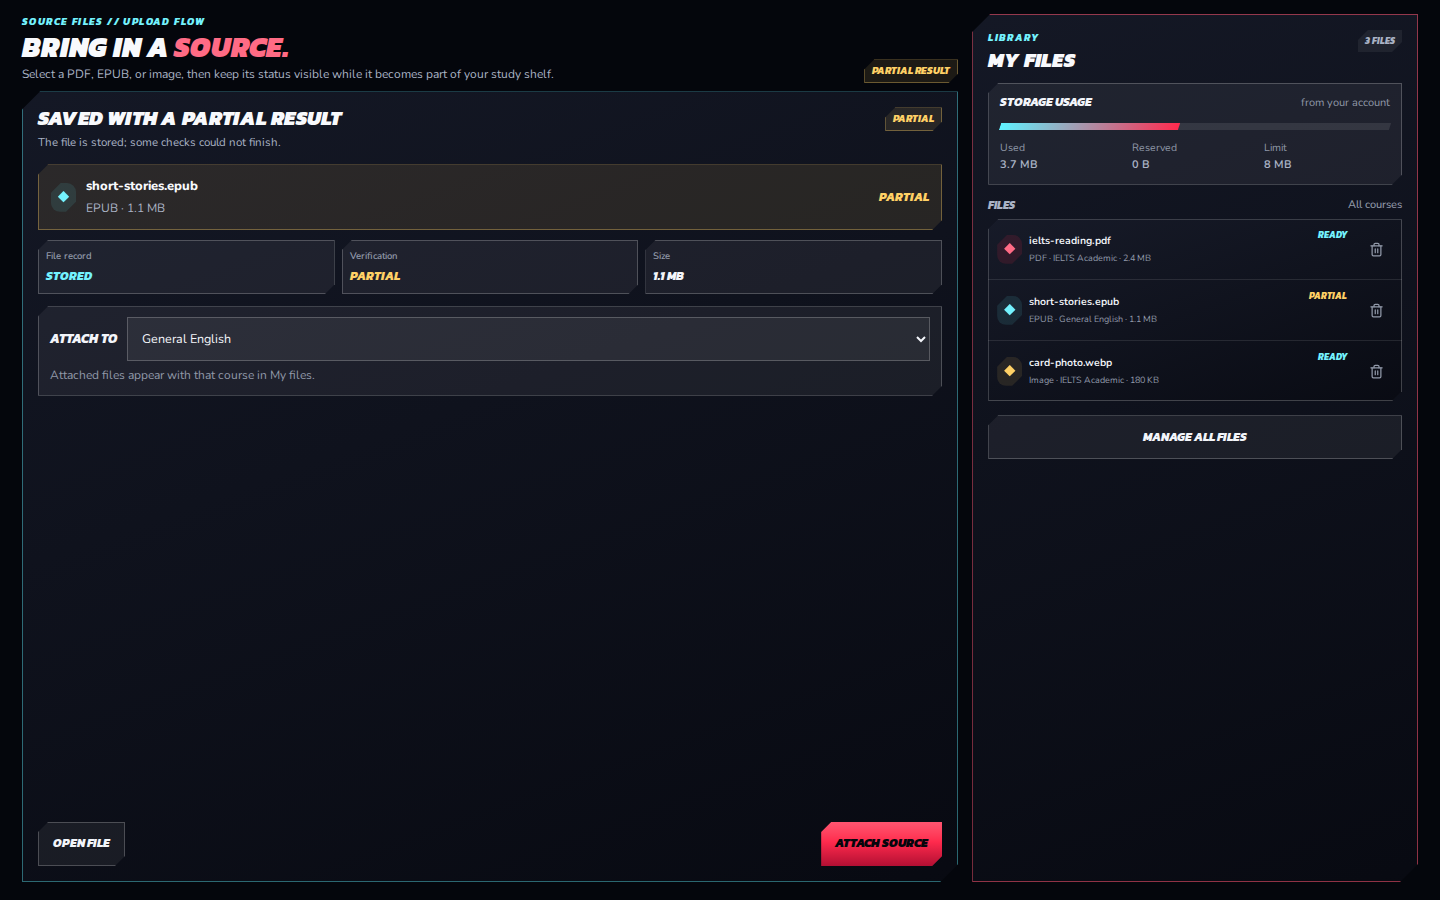 SOURCE FILES // UPLOAD FLOW
BRING IN A SOURCE.
Select a PDF, EPUB, or image, then keep its status visible while it becomes part of your study shelf.
PARTIAL RESULT
SAVED WITH A PARTIAL RESULT
PARTIAL
The file is stored; some checks could not finish.
short-stories.epub
EPUB · 1.1 MB
PARTIAL
File record
STORED
Verification
PARTIAL
Size
1.1 MB
ATTACH TO
General English
Attached files appear with that course in My files.
OPEN FILE
ATTACH SOURCE
LIBRARY
3 FILES
MY FILES
STORAGE USAGE
from your account
Used
3.7 MB
Reserved
0 B
Limit
8 MB
FILES
All courses
ielts-reading.pdf
PDF · IELTS Academic · 2.4 MB
READY
short-stories.epub
EPUB · General English · 1.1 MB
PARTIAL
card-photo.webp
Image · IELTS Academic · 180 KB
READY
MANAGE ALL FILES